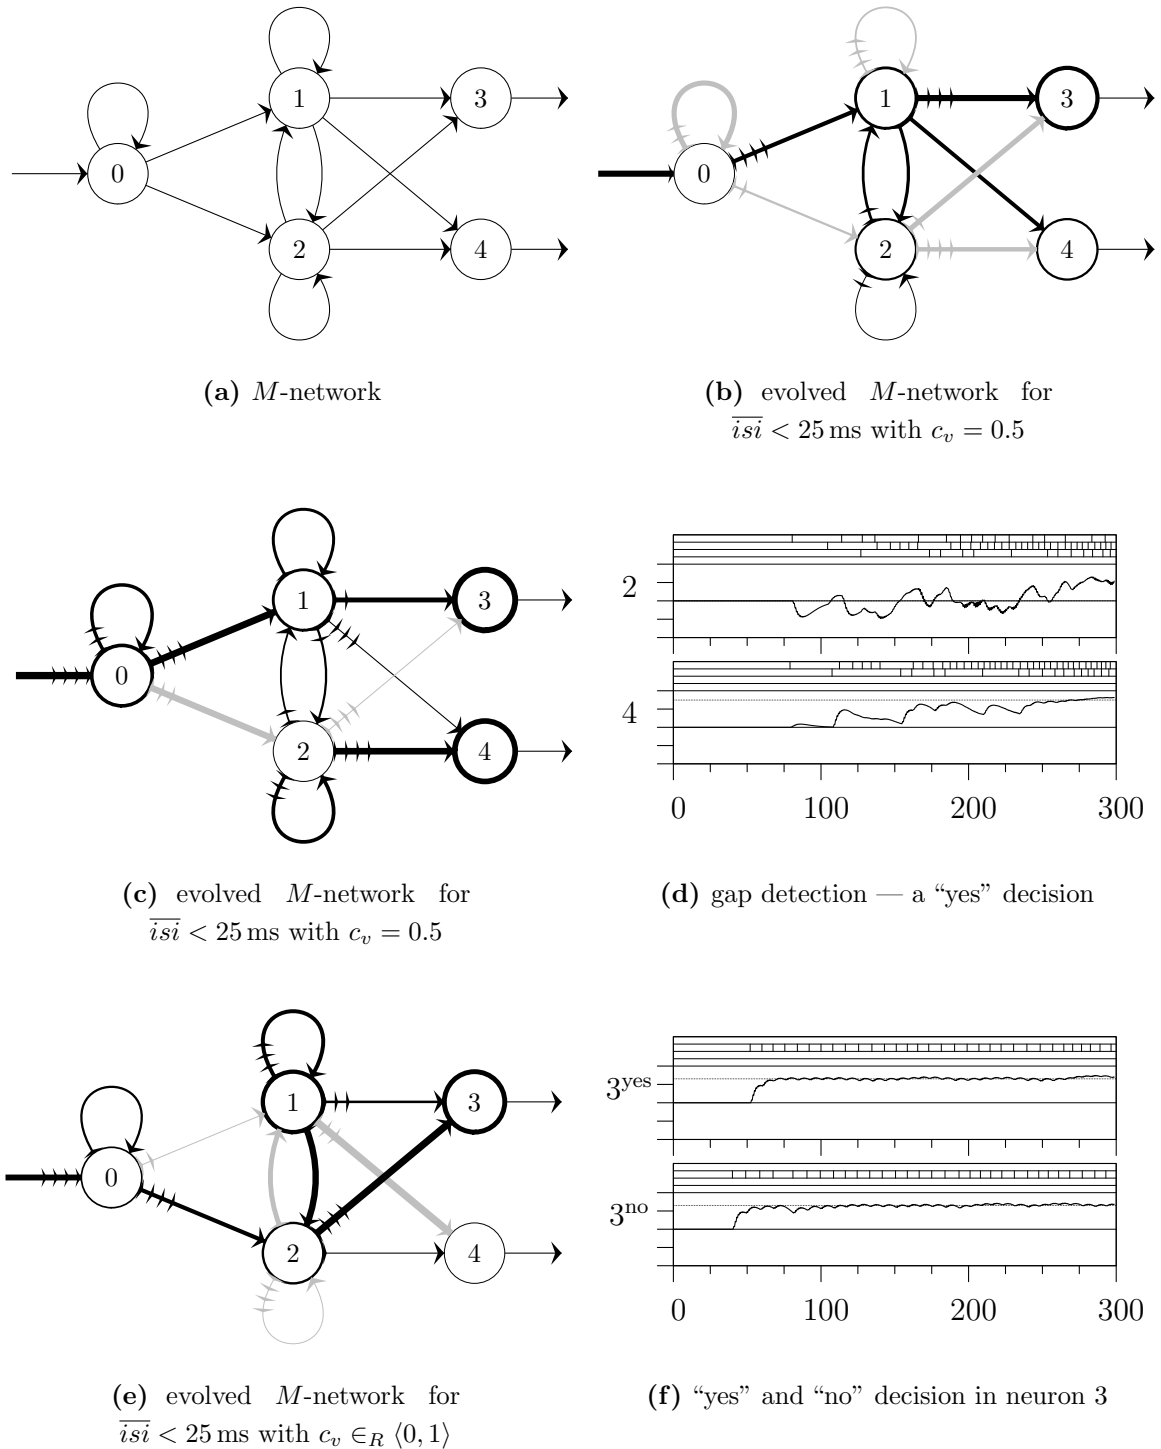 1
3
0
2
4
(a) M-network
1
3
0
2
4
(b) evolved M-network for
isi < 25 ms with c_v = 0.5
1
3
0
2
4
(c) evolved M-network for
isi < 25 ms with c_v = 0.5
2
4
0 100 200 300
(d) gap detection — a “yes” decision
1
3
0
2
4
(e) evolved M-network for
isi < 25 ms with c_v ∈_R ⟨0, 1⟩
3^yes
3^no
0 100 200 300
(f) “yes” and “no” decision in neuron 3